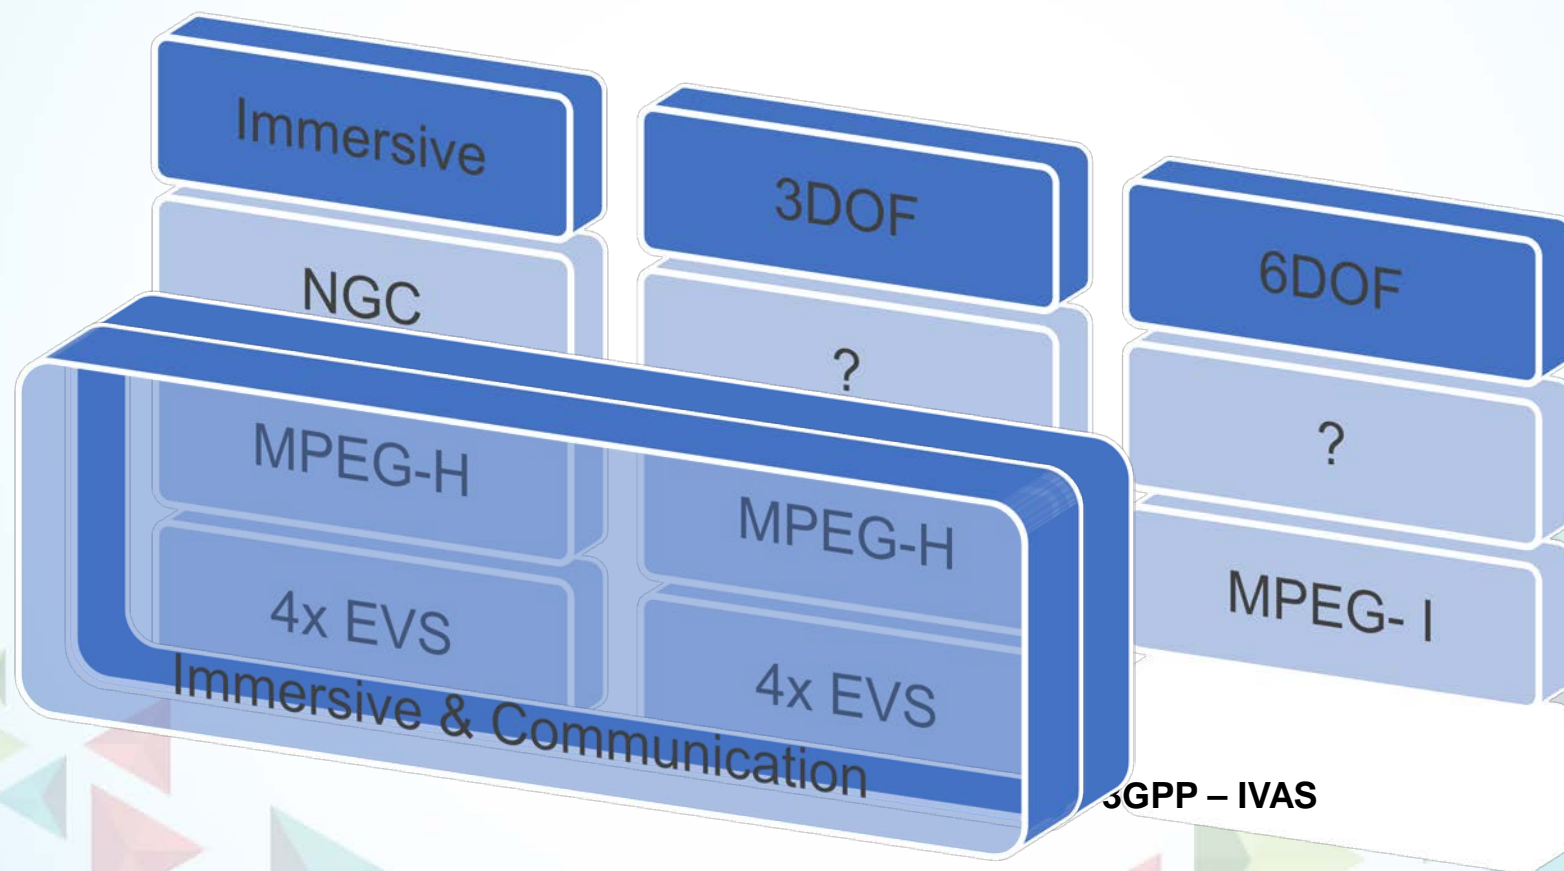 Immersive
3DOF
6DOF
NGC
?
?
MPEG-H
MPEG-H
MPEG- I
4x EVS
4x EVS
Immersive & Communication
3GPP – IVAS